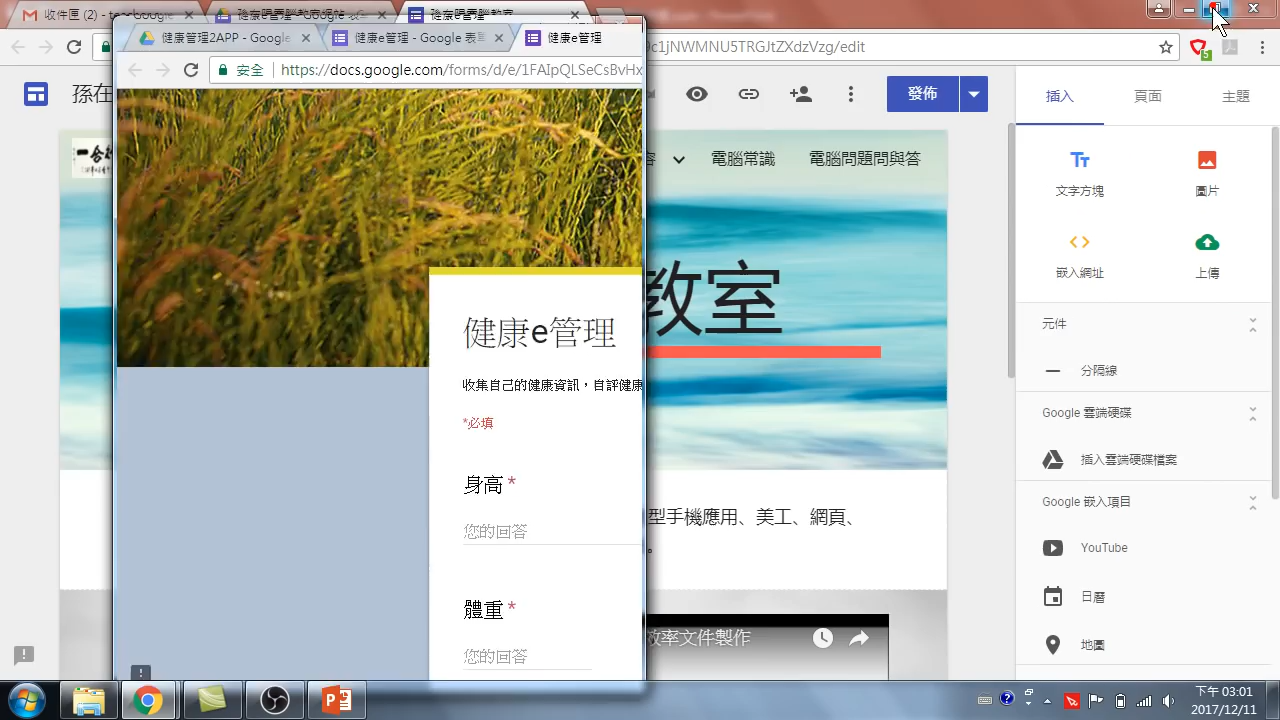 健康管理2APP - Google
健康e管理 - Google 表單
健康e管理
安全
https://docs.google.com/forms/d/e/1FAIpQLSeCsBvHx
9c1jNWMNU5TRGJtZXdzVzg/edit
5
孫在
發佈
插入
頁面
主題
電腦常識
電腦問題問與答
教室
文字方塊
圖片
嵌入網址
上傳
元件
分隔線
Google 雲端硬碟
插入雲端硬碟檔案
Google 嵌入項目
YouTube
日曆
地圖
健康e管理
收集自己的健康資訊，自評健康
*必填
身高 *
您的回答
體重 *
您的回答
型手機應用、美工、網頁、
。
文件製作
下午 03:01
2017/12/11